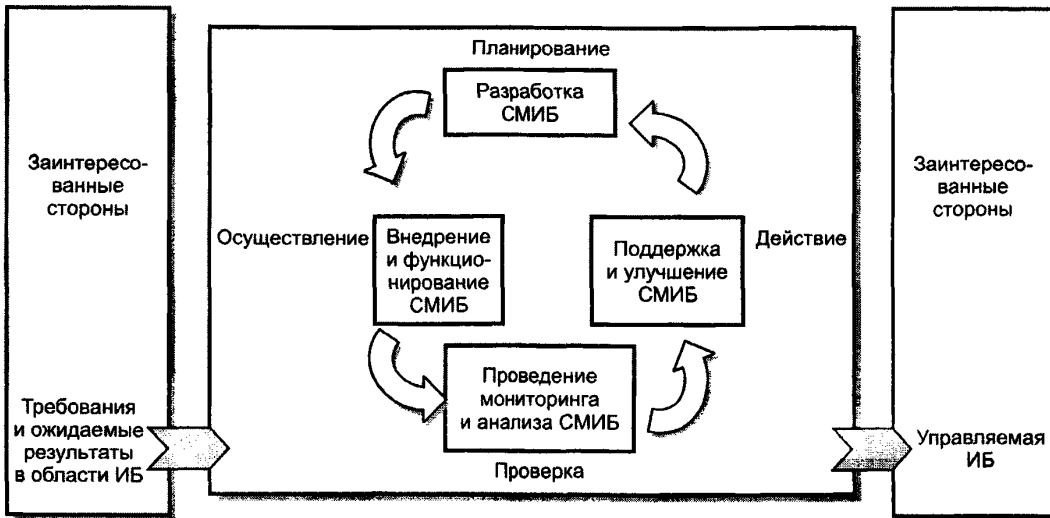 Заинтересо-
ванные
стороны
Требования
и ожидаемые
результаты
в области ИБ
Планирование
Разработка
СМИБ
Осуществление
Внедрение
и функцио-
нирование
СМИБ
Поддержка
и улучшение
СМИБ
Действие
Проведение
мониторинга
и анализа СМИБ
Проверка
Заинтересо-
ванные
стороны
Управляемая
ИБ